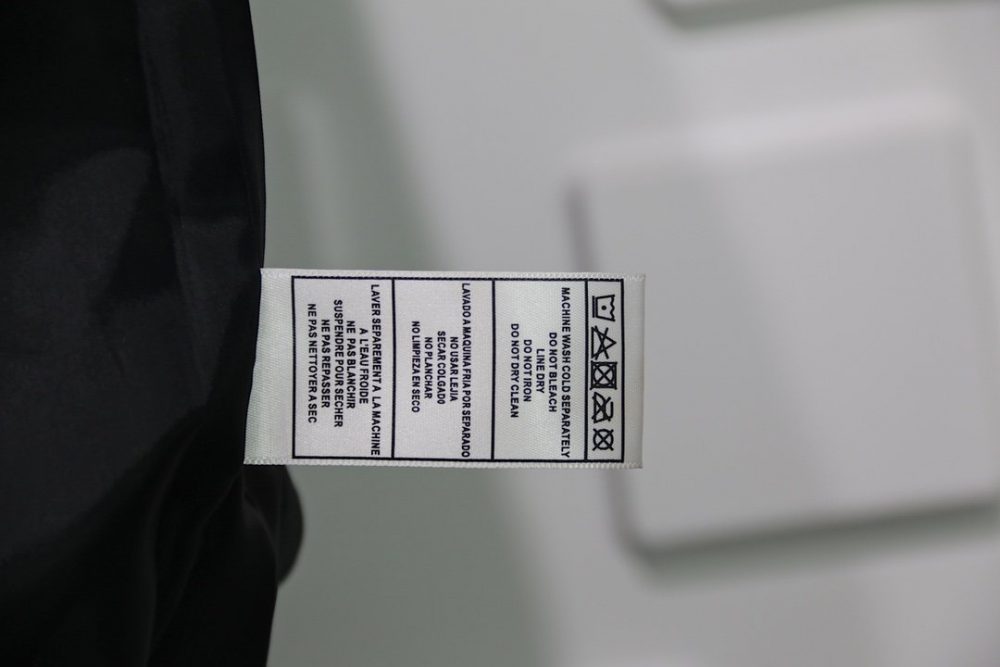 MACHINE WASH COLD SEPARATELY
DO NOT BLEACH
LINE DRY
DO NOT IRON
DO NOT DRY CLEAN
LAVADO A MAQUINA FRIA POR SEPARADO
NO USAR LEJIA
SECAR COLGADO
NO PLANCHAR
NO LIMPIEZA EN SECO
LAVER SEPAREMENT A LA MACHINE
A L'EAU FROIDE
NE PAS BLANCHIR
SUSPENDRE POUR SECHER
NE PAS REPASSER
NE PAS NETTOYER A SEC